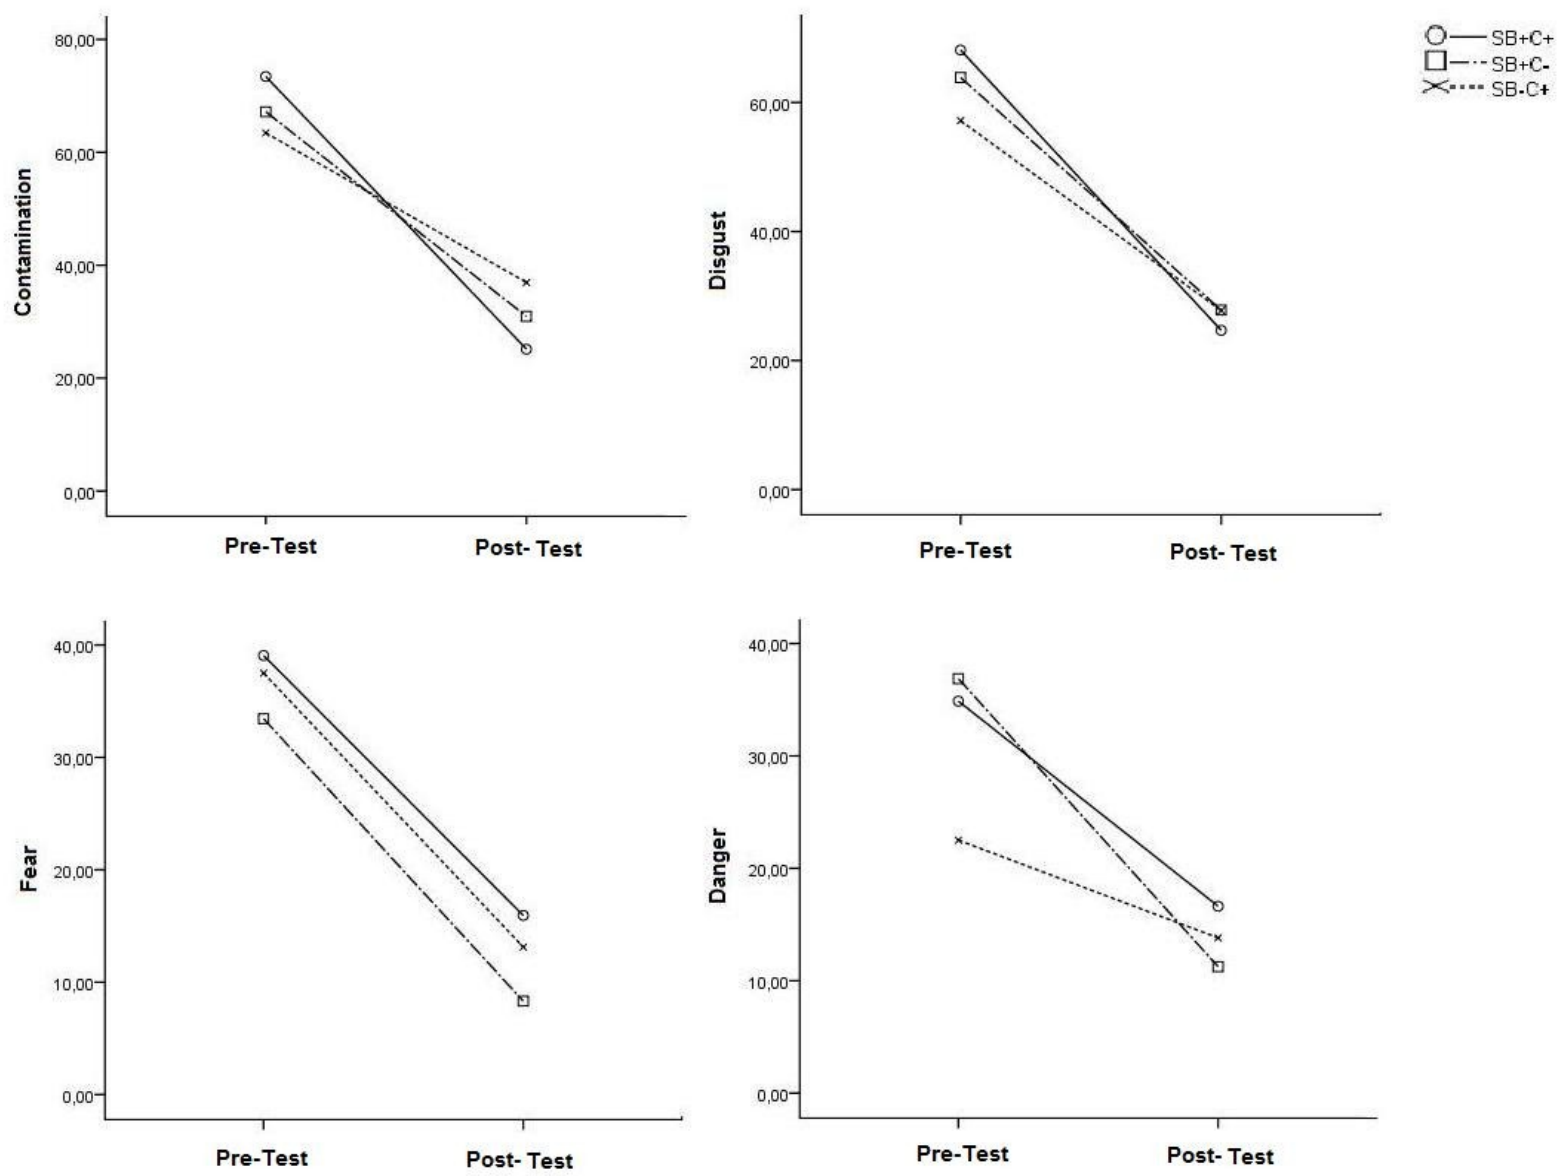 80,00
60,00
40,00
20,00
0,00
Contamination
Pre-Test
Post- Test
60,00
40,00
20,00
0,00
Disgust
Pre-Test
Post- Test
SB+C+
SB+C-
SB-C+
40,00
30,00
20,00
10,00
0,00
Fear
Pre-Test
Post- Test
40,00
30,00
20,00
10,00
0,00
Danger
Pre-Test
Post- Test